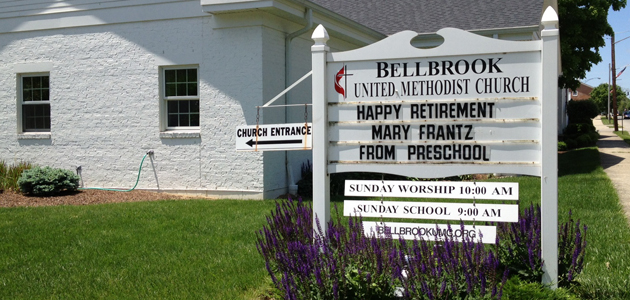 BELLBROOK
UNITED METHODIST CHURCH
HAPPY RETIREMENT
MARY FRANTZ
FROM PRESCHOOL
CHURCH ENTRANCE
SUNDAY WORSHIP 10:00 AM
SUNDAY SCHOOL 9:00 AM
BELLBROOKUMC.ORG